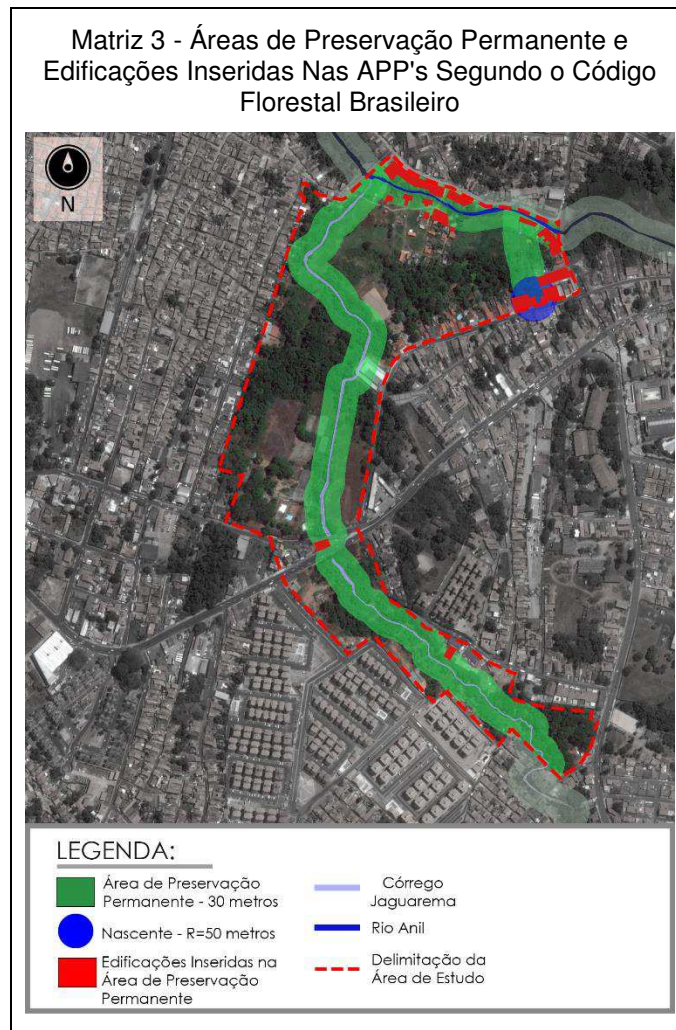 Matriz 3 - Áreas de Preservação Permanente e
Edificações Inseridas Nas APP's Segundo o Código
Florestal Brasileiro
N
LEGENDA:
Área de Preservação
Permanente - 30 metros
Nascente - R=50 metros
Edificações Inseridas na
Área de Preservação
Permanente
Córrego
Jaguarema
Rio Anil
Delimitação da
Área de Estudo